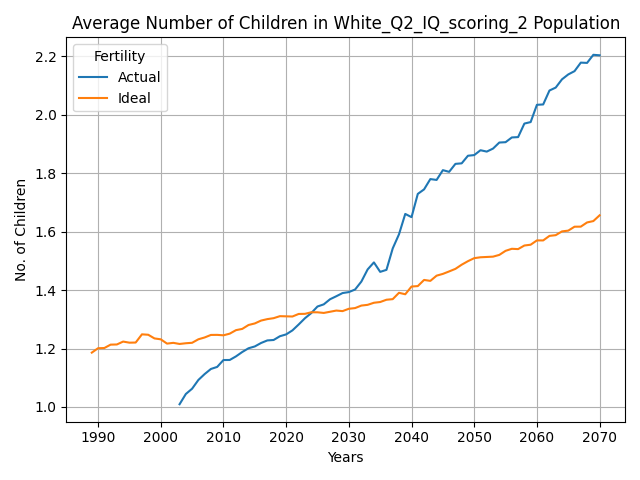 Average Number of Children in White_Q2_IQ_scoring_2 Population
Fertility
Actual
Ideal
No. of Children
2.2
2.0
1.8
1.6
1.4
1.2
1.0
1990 2000 2010 2020 2030 2040 2050 2060 2070
Years